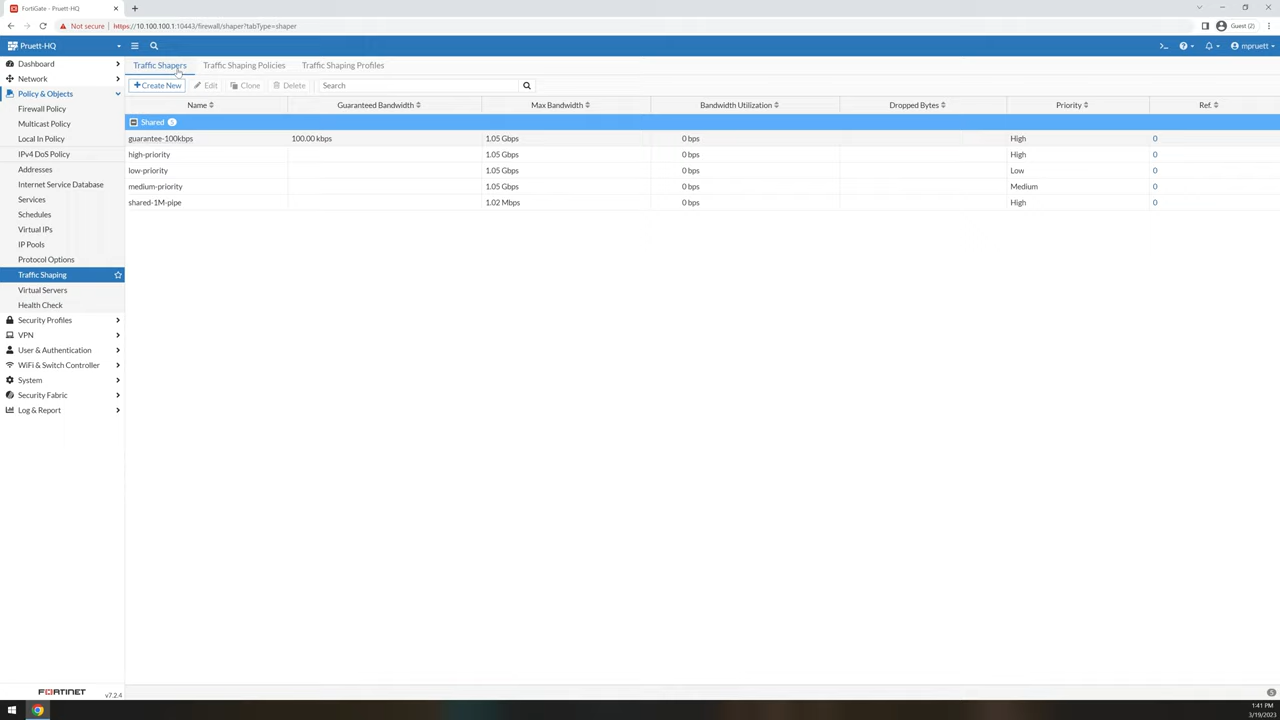 FortiGate - Pruett-HQ
Not secure
https://10.100.100.1:10443/firewall/shaper?tabType=shaper
Guest (2)
Pruett-HQ
mpruett
Dashboard
Network
Policy & Objects
Firewall Policy
Multicast Policy
Local In Policy
IPv4 DoS Policy
Addresses
Internet Service Database
Services
Schedules
Virtual IPs
IP Pools
Protocol Options
Traffic Shaping
Virtual Servers
Health Check
Security Profiles
VPN
User & Authentication
WiFi & Switch Controller
System
Security Fabric
Log & Report
FORTINET v7.2.4
Traffic Shapers Traffic Shaping Policies Traffic Shaping Profiles
+Create New Edit Clone Delete Search
Name Guaranteed Bandwidth Max Bandwidth Bandwidth Utilization Dropped Bytes Priority Ref.
Shared 5
guarantee-100kbps 100.00 kbps 1.05 Gbps 0 bps High 0
high-priority 1.05 Gbps 0 bps High 0
low-priority 1.05 Gbps 0 bps Low 0
medium-priority 1.05 Gbps 0 bps Medium 0
shared-1M-pipe 1.02 Mbps 0 bps High 0
5
1:41 PM
3/19/2023